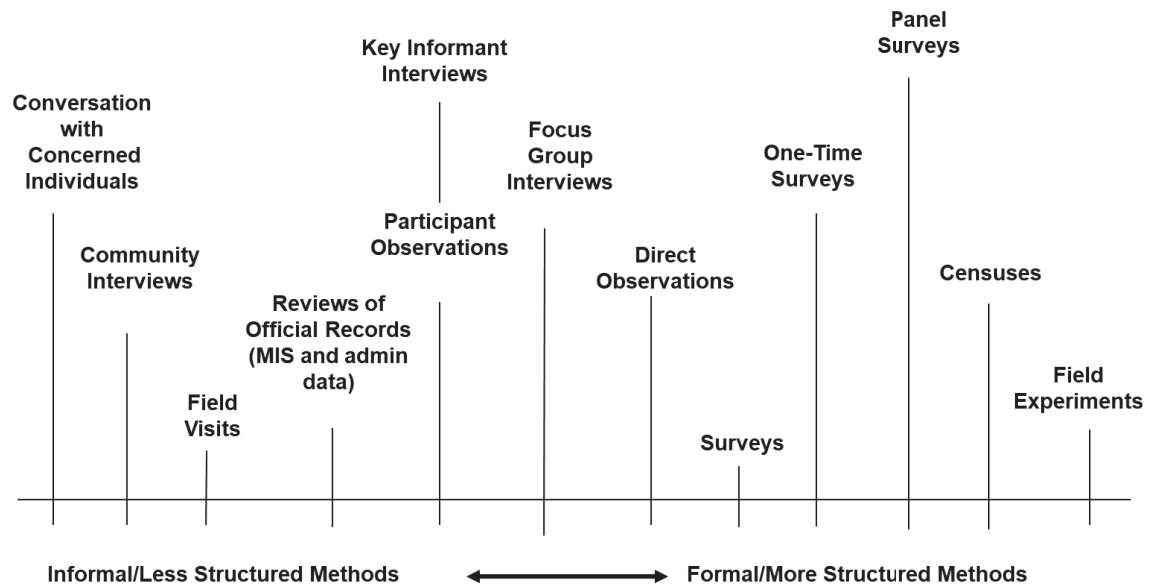 Conversation
with
Concerned
Individuals
Community
Interviews
Field
Visits
Reviews of
Official Records
(MIS and admin
data)
Key Informant
Interviews
Participant
Observations
Focus
Group
Interviews
Direct
Observations
Surveys
One-Time
Surveys
Panel
Surveys
Censuses
Field
Experiments
Informal/Less Structured Methods
Formal/More Structured Methods